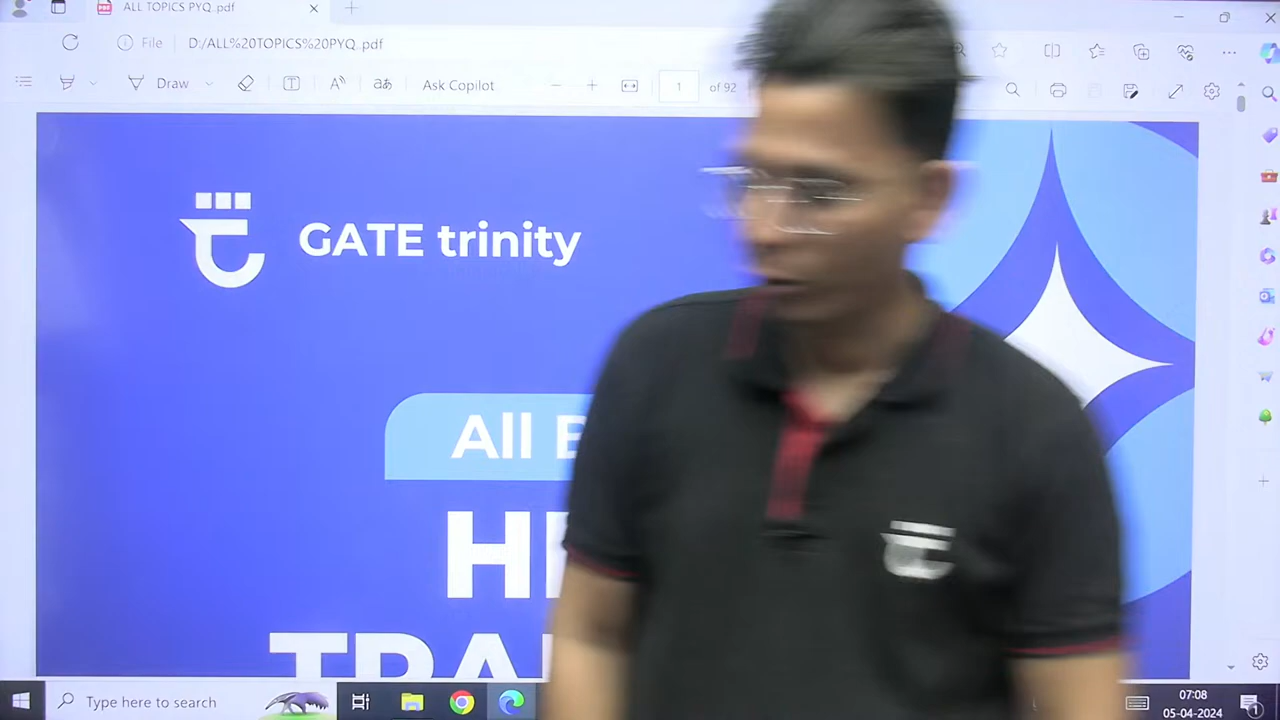 ALL TOPICS PYQ.pdf
File D:/ALL%20TOPICS%20PYQ.pdf
Draw Ask Copilot 1 of 92
GATE trinity
All
Type here to search
07:08
05-04-2024